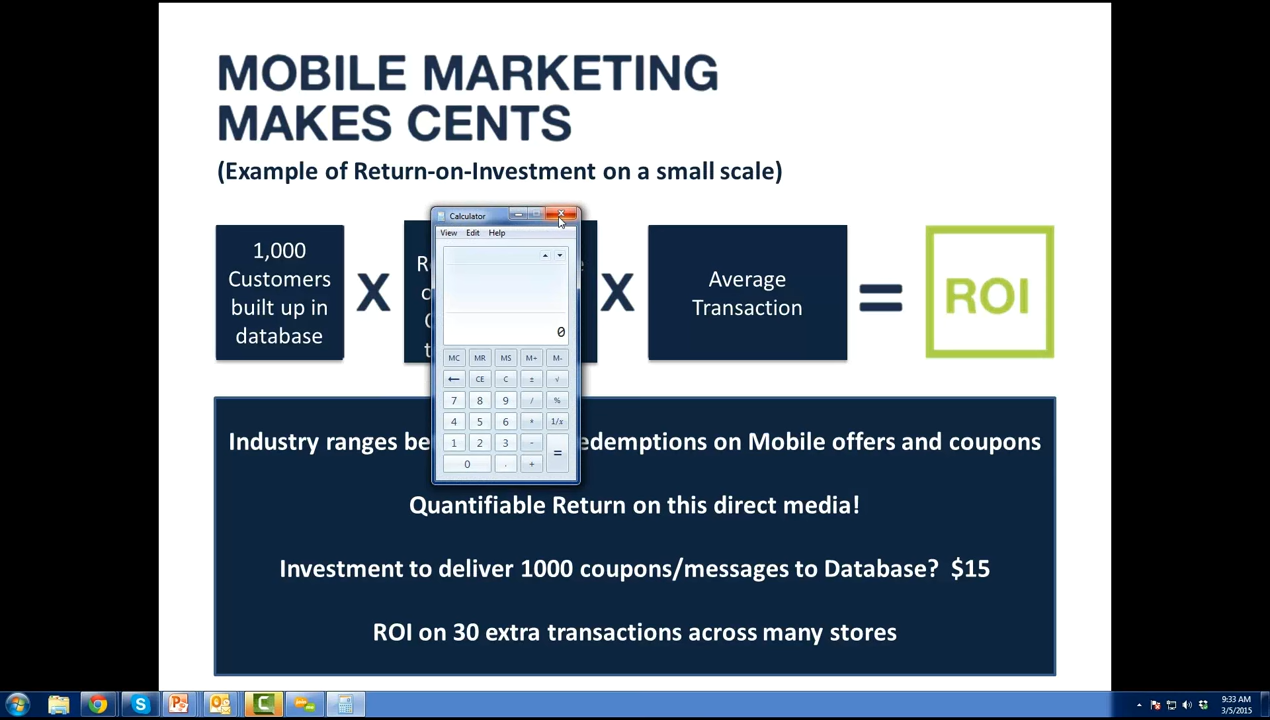 MOBILE MARKETING
MAKES CENTS
(Example of Return-on-Investment on a small scale)
1,000
Customers
built up in
database
X
X
Average
Transaction
=
ROI
Calculator
View Edit Help
0
MC MR MS M+ M-
← CE C ± √
7 8 9 / %
4 5 6 * 1/x
1 2 3 - =
0 . +
Industry ranges
on Mobile offers and coupons
Quantifiable Return on this direct media!
Investment to deliver 1000 coupons/messages to Database? $15
ROI on 30 extra transactions across many stores
9:33 AM
3/5/2015